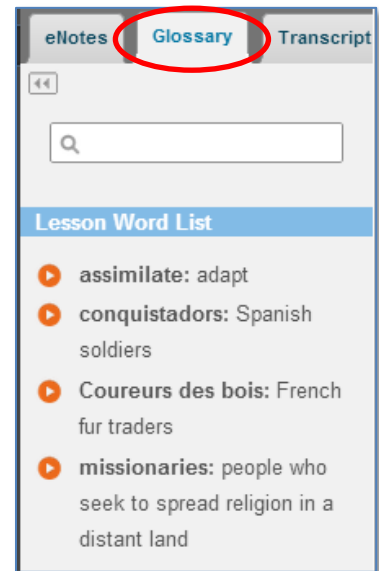 eNotes Glossary Transcript
Lesson Word List
assimilate: adapt
conquistadors: Spanish
soldiers
Coureurs des bois: French
fur traders
missionaries: people who
seek to spread religion in a
distant land